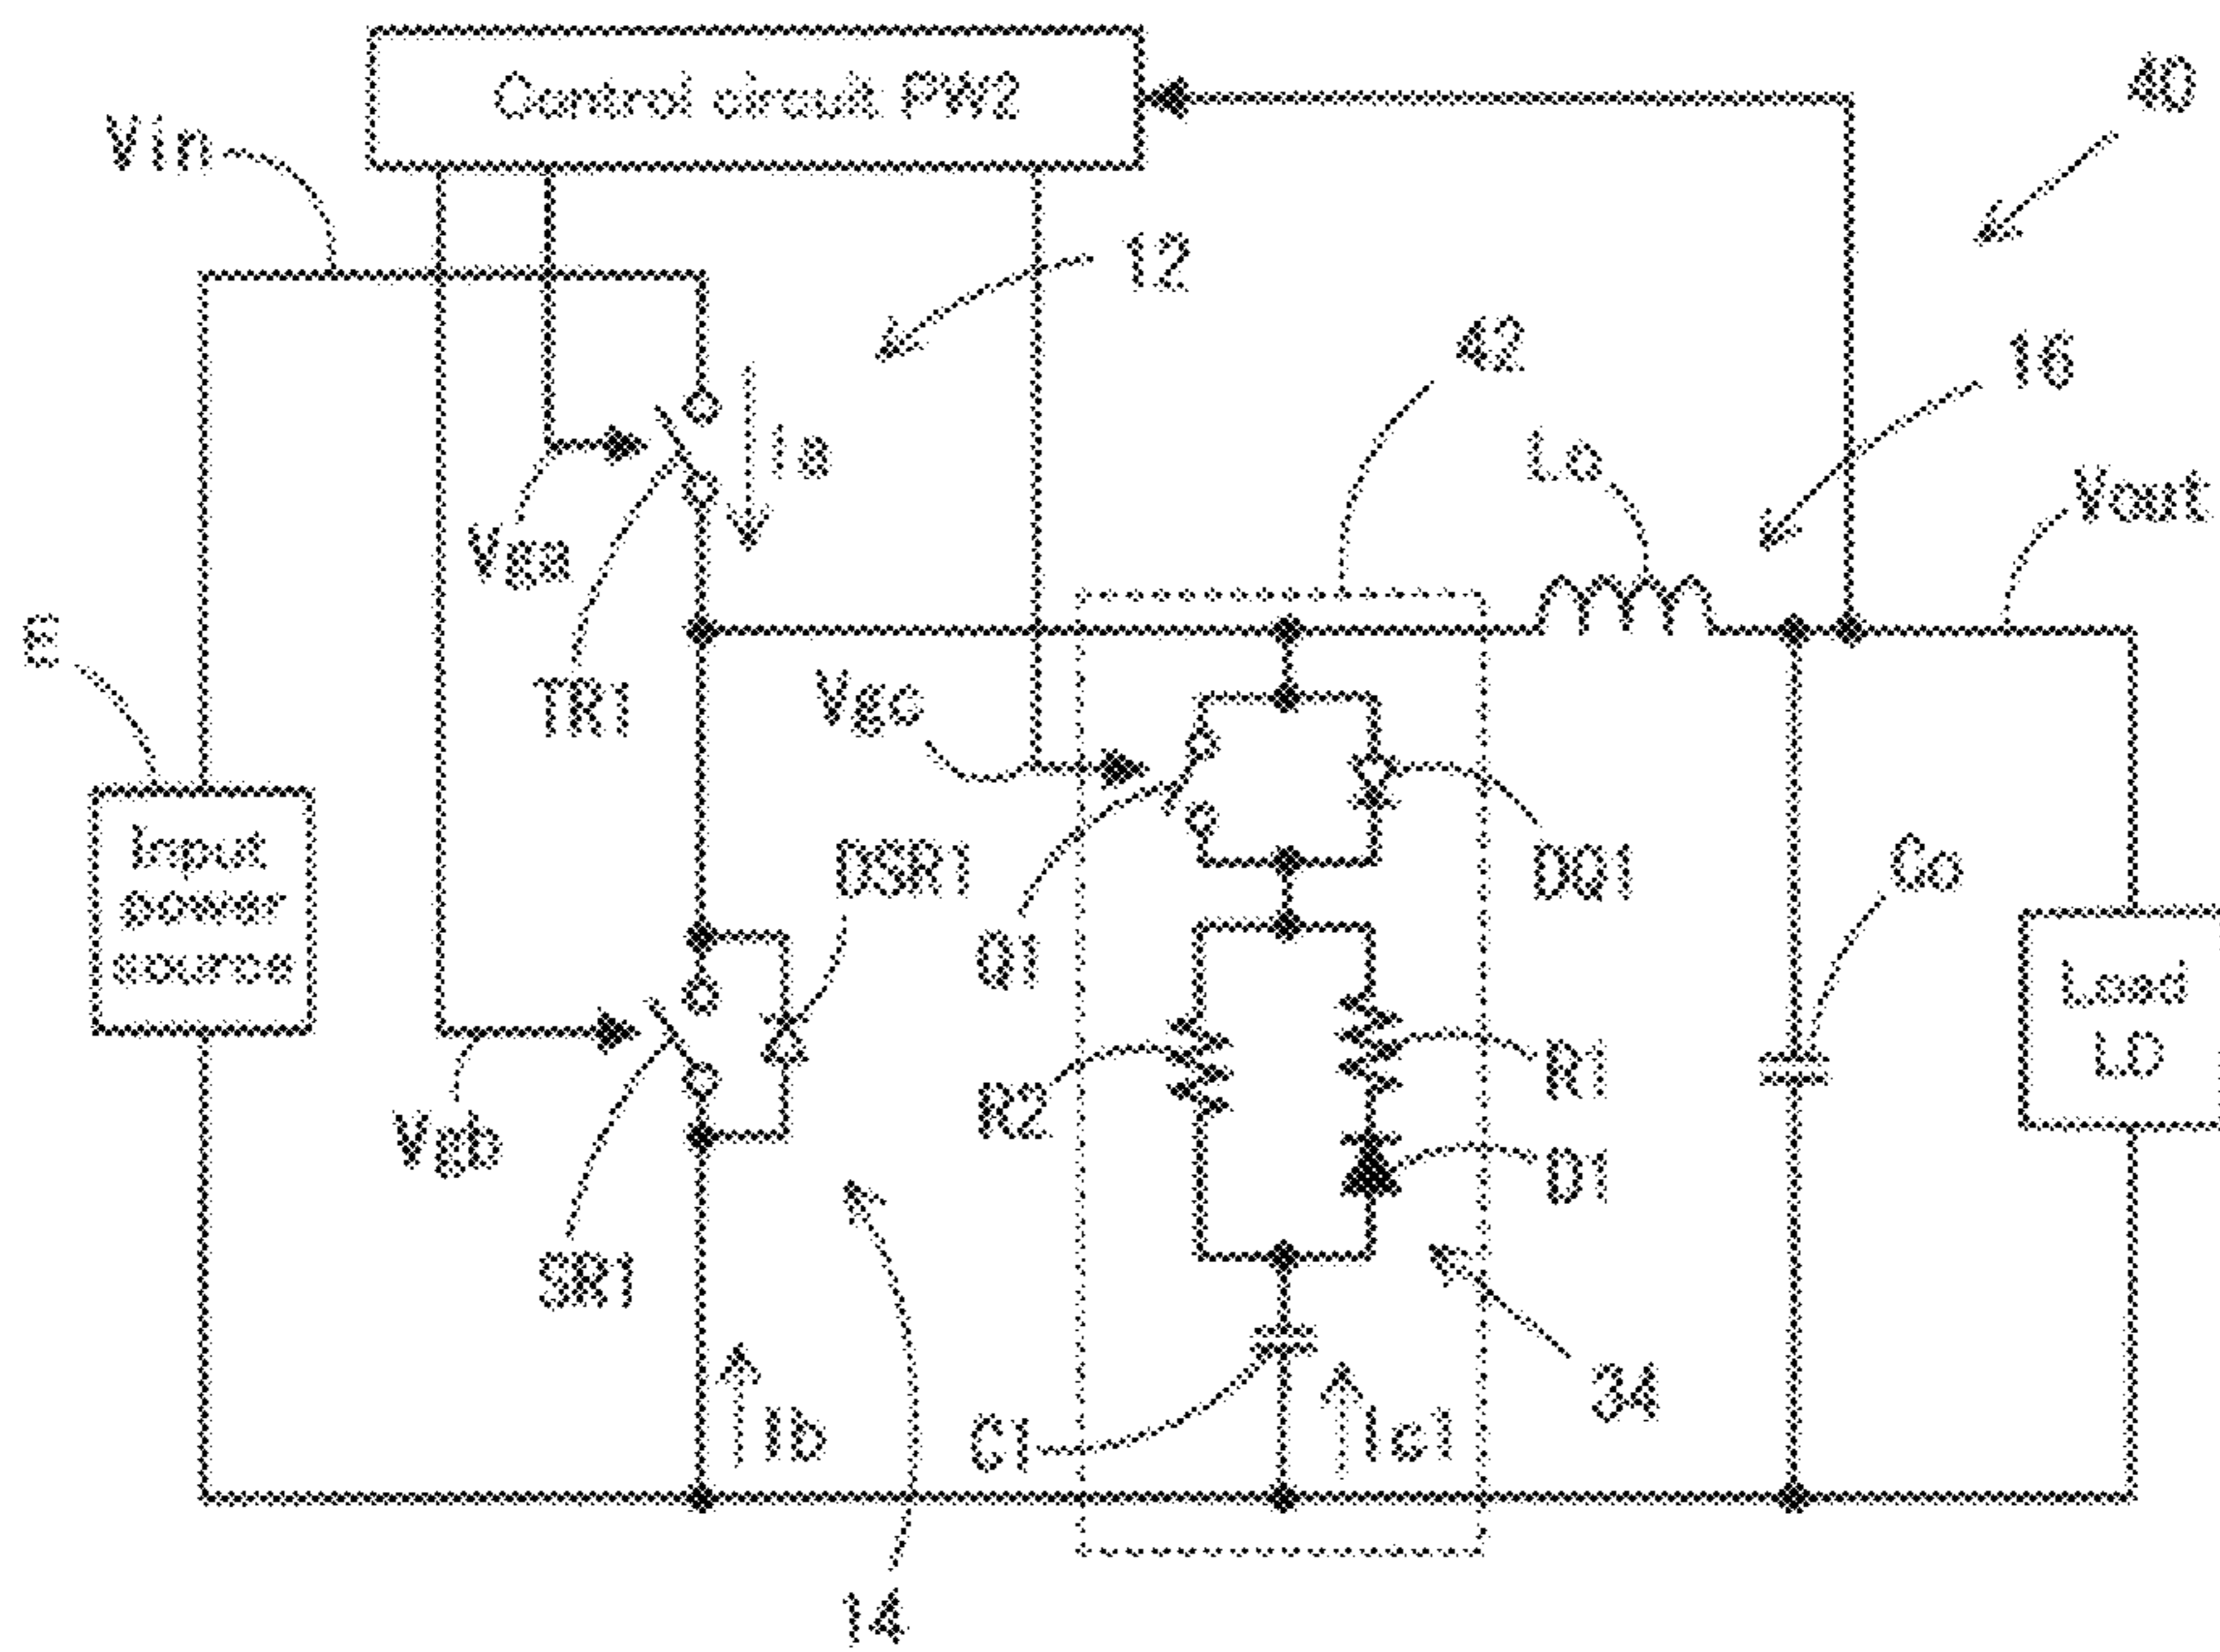 Control circuit PW2
40
Vin
12
42
16
Ia
Lo
Vout
Vga
E
TR1
Vgc
Input
power
source
DSR1
DQ1
Co
Q1
Load
LD
R2
R1
Vgb
D1
SR1
34
Ib
C1
Ic1
14